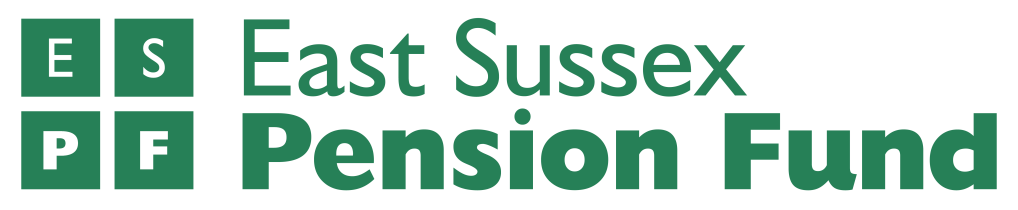 E S
P F
East Sussex
Pension Fund